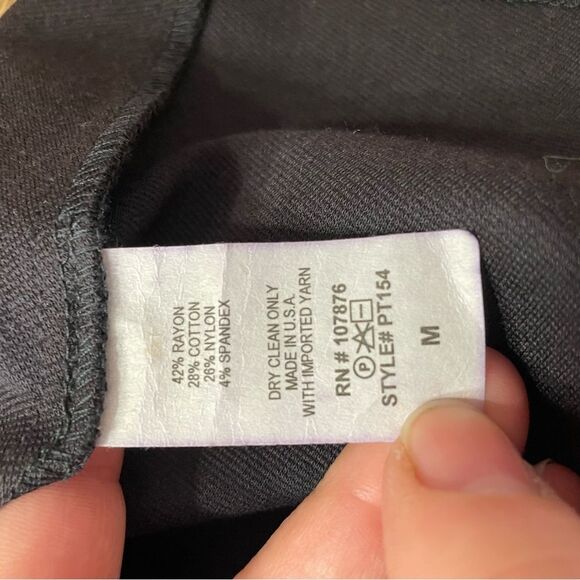 42% RAYON
28% COTTON
26% NYLON
4% SPANDEX
DRY CLEAN ONLY
MADE IN U.S.A.
WITH IMPORTED YARN
RN # 107876
P
STYLE# PT154
M